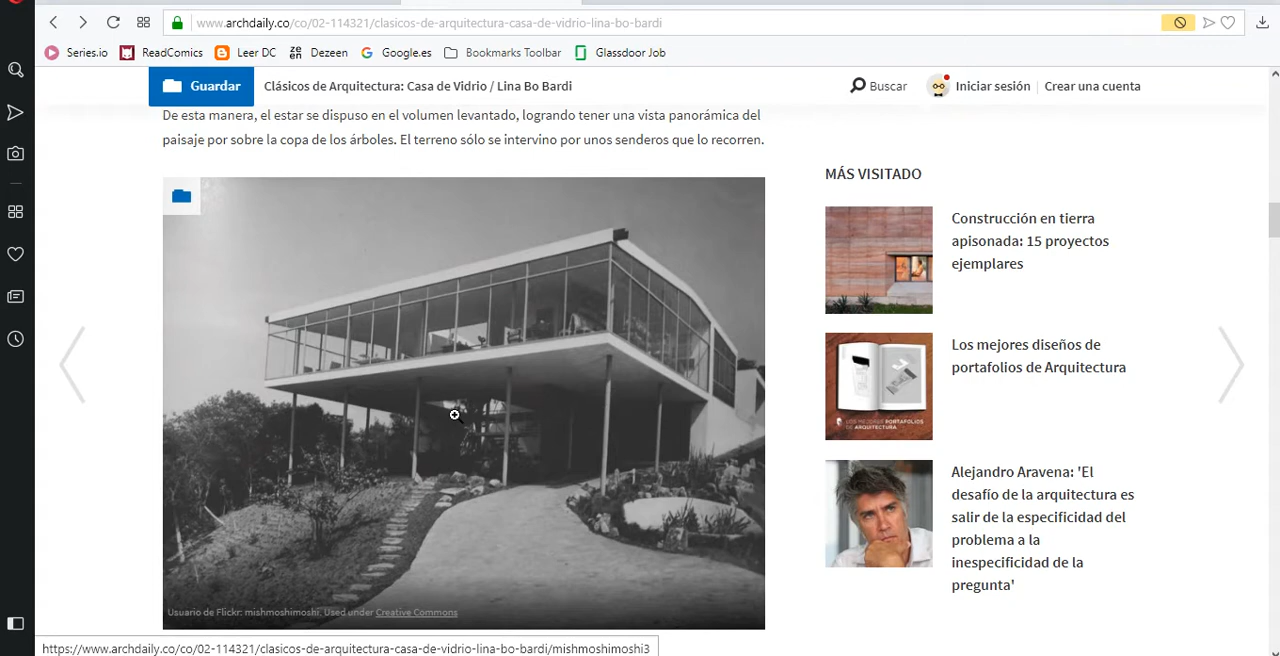 www.archdaily.co/co/02-114321/clasicos-de-arquitectura-casa-de-vidrio-lina-bo-bardi
Series.io ReadComics Leer DC Dezeen Google.es Bookmarks Toolbar Glassdoor Job
Guardar Clásicos de Arquitectura: Casa de Vidrio / Lina Bo Bardi Buscar Iniciar sesión Crear una cuenta
De esta manera, el estar se dispuso en el volumen levantado, logrando tener una vista panorámica del
paisaje por sobre la copa de los árboles. El terreno sólo se intervino por unos senderos que lo recorren.
Usuario de Flickr: mishmoshimoshi. Used under Creative Commons
MÁS VISITADO
Construcción en tierra
apisonada: 15 proyectos
ejemplares
Los mejores diseños de
portafolios de Arquitectura
LOS MEJORES PORTAFOLIOS
DE ARQUITECTURA
Alejandro Aravena: 'El
desafío de la arquitectura es
salir de la especificidad del
problema a la
inespecificidad de la
pregunta'
https://www.archdaily.co/co/02-114321/clasicos-de-arquitectura-casa-de-vidrio-lina-bo-bardi/mishmoshimoshi3